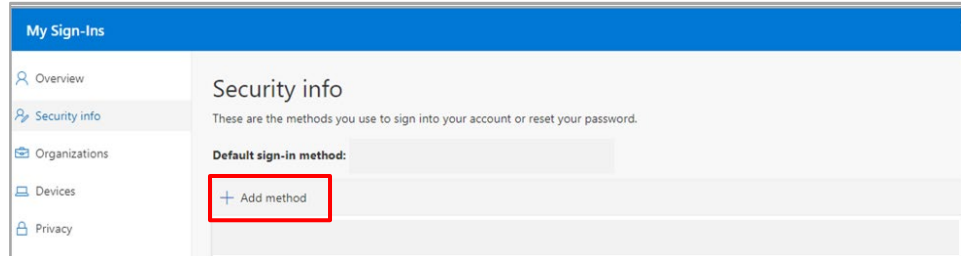 My Sign-Ins
Overview
Security info
Organizations
Devices
Privacy
Security info
These are the methods you use to sign into your account or reset your password.
Default sign-in method:
+ Add method